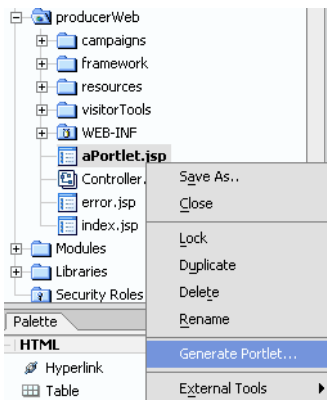 producerWeb
campaigns
framework
resources
visitorTools
WEB-INF
aPortlet.jsp
Controller.
error.jsp
index.jsp
Modules
Libraries
Security Roles
Save As..
Close
Lock
Duplicate
Delete
Rename
Generate Portlet...
External Tools
Palette
HTML
Hyperlink
Table